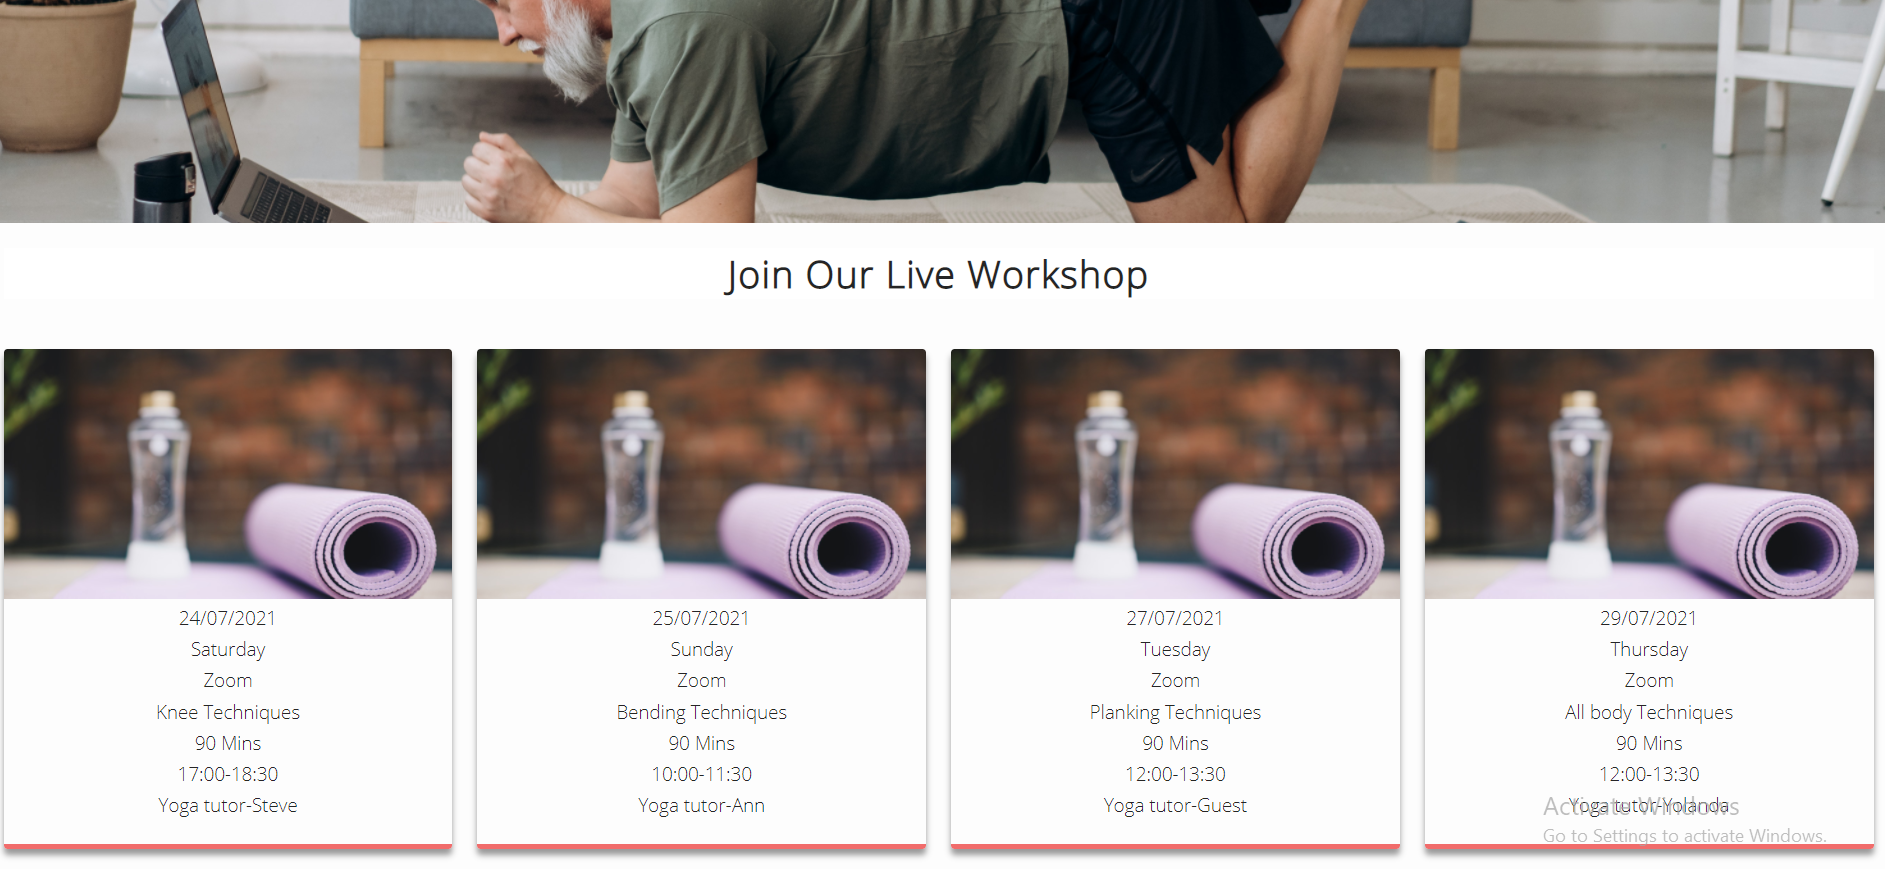 Join Our Live Workshop
24/07/2021
Saturday
Zoom
Knee Techniques
90 Mins
17:00-18:30
Yoga tutor-Steve
25/07/2021
Sunday
Zoom
Bending Techniques
90 Mins
10:00-11:30
Yoga tutor-Ann
27/07/2021
Tuesday
Zoom
Planking Techniques
90 Mins
12:00-13:30
Yoga tutor-Guest
29/07/2021
Thursday
Zoom
All body Techniques
90 Mins
12:00-13:30
Yoga tutor-Yolanda
Activate Windows
Go to Settings to activate Windows.